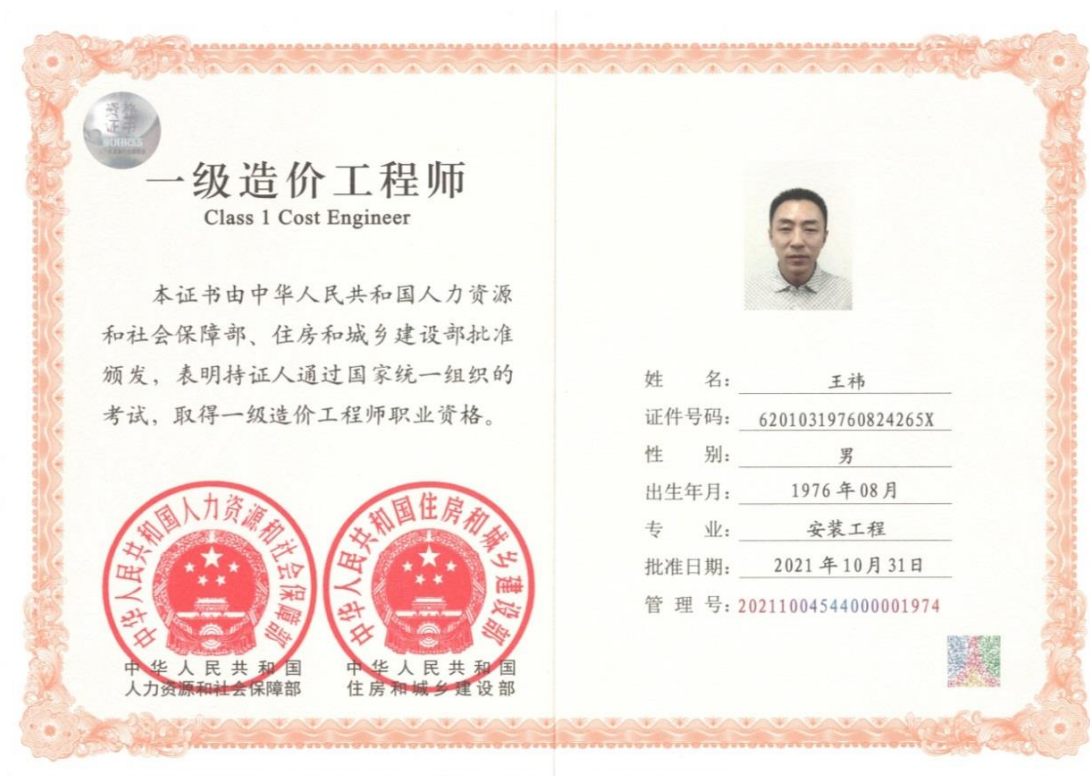 资格
证书
一级造价工程师
Class 1 Cost Engineer
本证书由中华人民共和国人力资源
和社会保障部、住房和城乡建设部批准
颁发，表明持证人通过国家统一组织的
考试，取得一级造价工程师职业资格。
中华人民共和国人力资源和社会保障部
中华人民共和国住房和城乡建设部
中华人民共和国
人力资源和社会保障部
中华人民共和国
住房和城乡建设部
姓 名：王祎
证件号码：62010319760824265X
性 别：男
出生年月：1976年08月
专 业：安装工程
批准日期：2021年10月31日
管 理 号：20211004544000001974